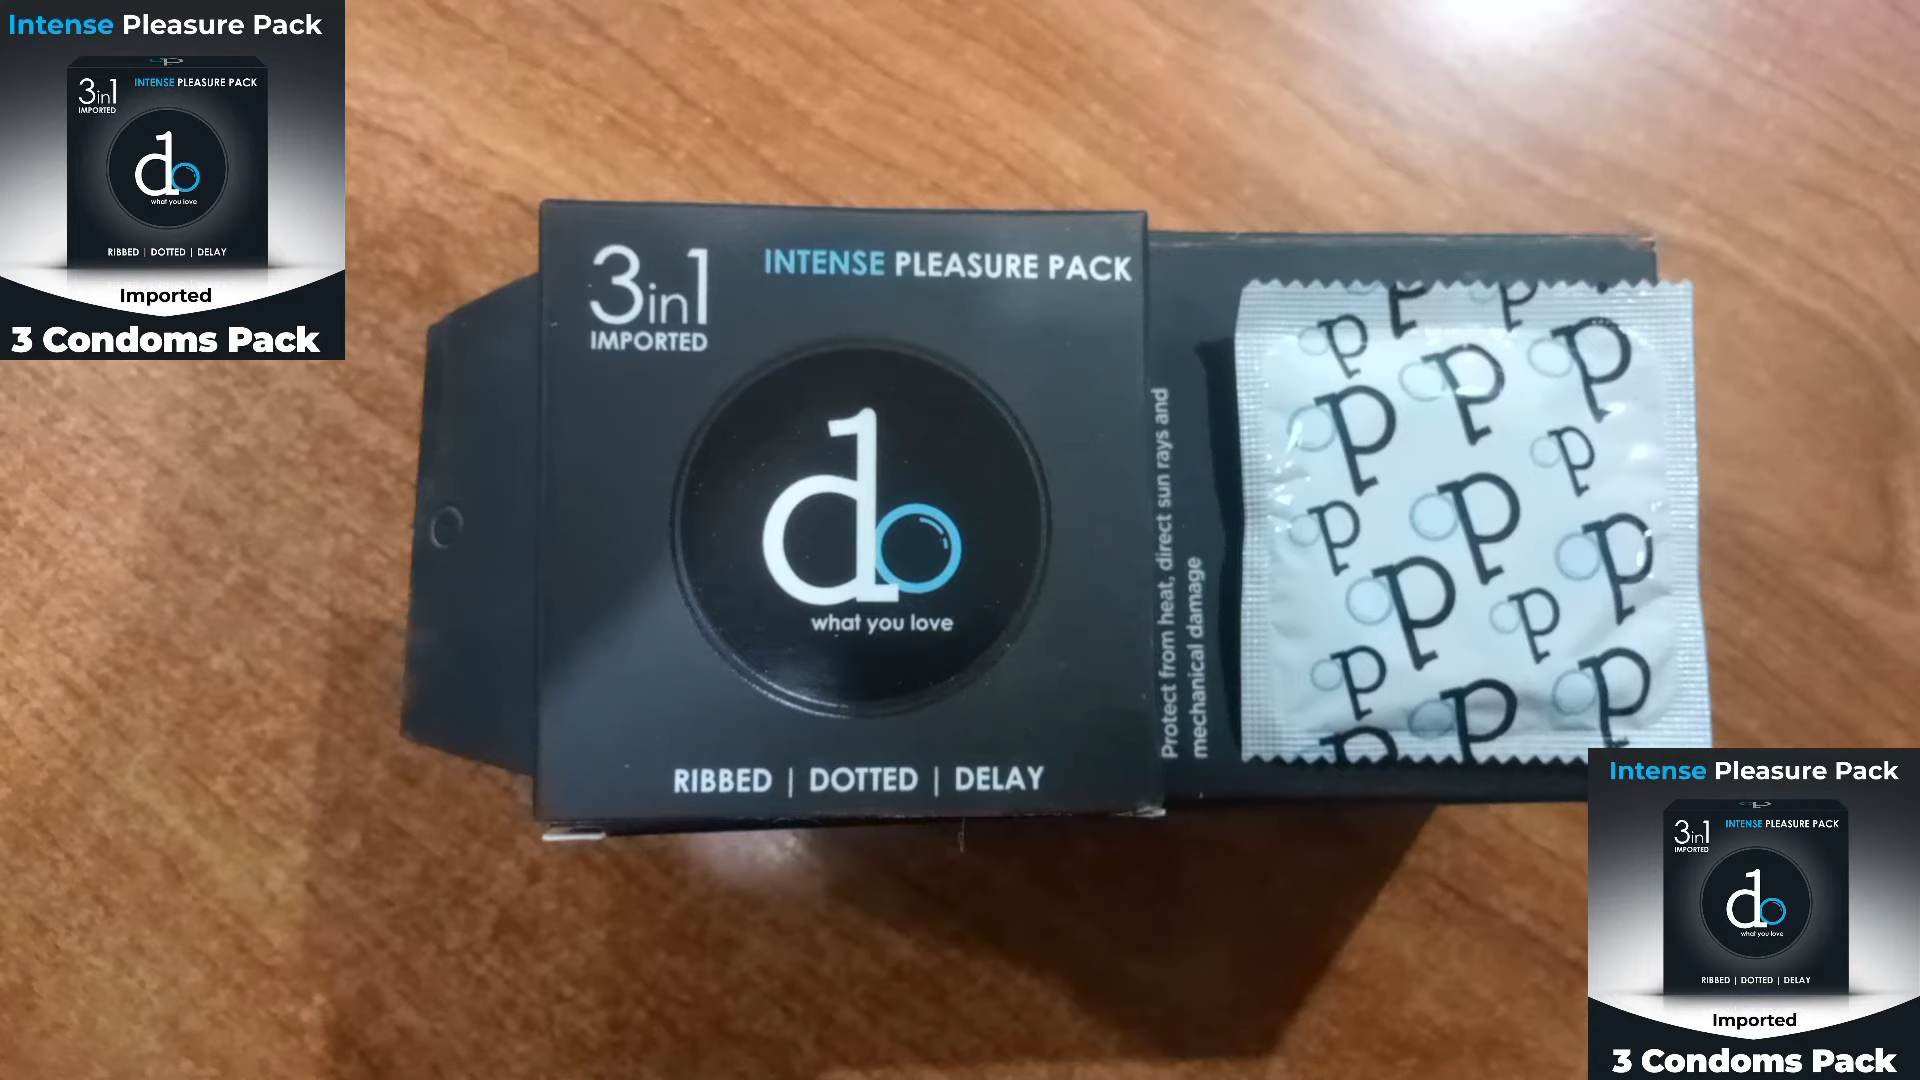 Intense Pleasure Pack
3in1
IMPORTED
INTENSE PLEASURE PACK
do
what you love
RIBBED | DOTTED | DELAY
Imported
3 Condoms Pack
3in1
IMPORTED
INTENSE PLEASURE PACK
do
what you love
RIBBED | DOTTED | DELAY
Protect from heat, direct sun rays and
mechanical damage
Intense Pleasure Pack
3in1
IMPORTED
INTENSE PLEASURE PACK
do
what you love
RIBBED | DOTTED | DELAY
Imported
3 Condoms Pack